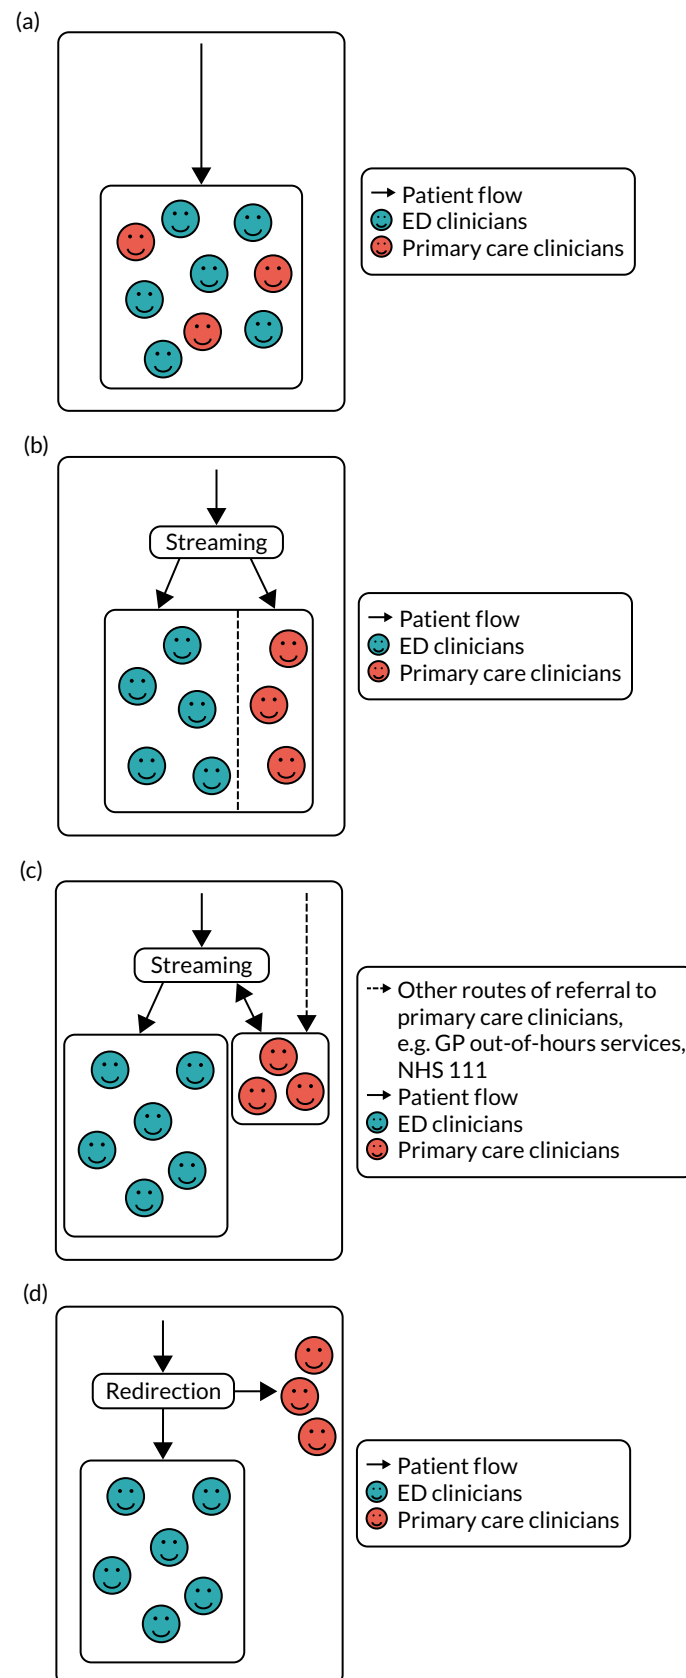 (a)
Patient flow
ED clinicians
Primary care clinicians
(b)
Streaming
Patient flow
ED clinicians
Primary care clinicians
(c)
Streaming
Other routes of referral to
primary care clinicians,
e.g. GP out-of-hours services,
NHS 111
Patient flow
ED clinicians
Primary care clinicians
(d)
Redirection
Patient flow
ED clinicians
Primary care clinicians